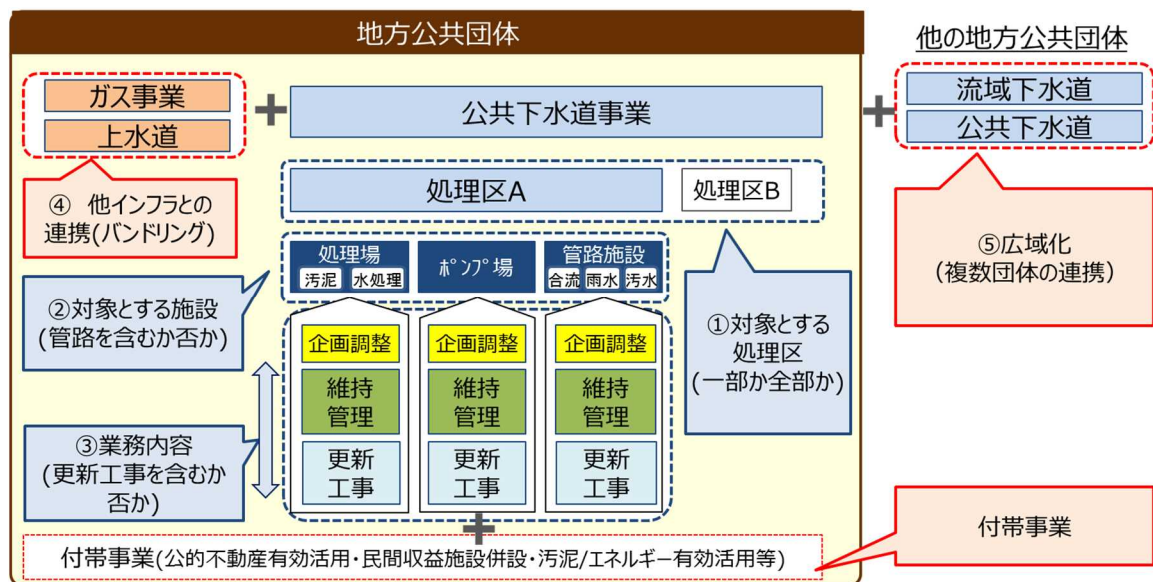 地方公共団体
他の地方公共団体
ガス事業
上水道
公共下水道事業
流域下水道
公共下水道
④ 他インフラとの
連携(バンドリング)
処理区A
処理区B
⑤広域化
（複数団体の連携）
処理場
汚泥 水処理
ﾎﾟﾝﾌﾟ場
管路施設
合流 雨水 汚水
②対象とする施設
(管路を含むか否か)
①対象とする
処理区
(一部か全部か)
企画調整
企画調整
企画調整
維持
管理
維持
管理
維持
管理
③業務内容
(更新工事を含むか
否か)
更新
工事
更新
工事
更新
工事
付帯事業(公的不動産有効活用・民間収益施設併設・汚泥/エネルギー有効活用等)
付帯事業